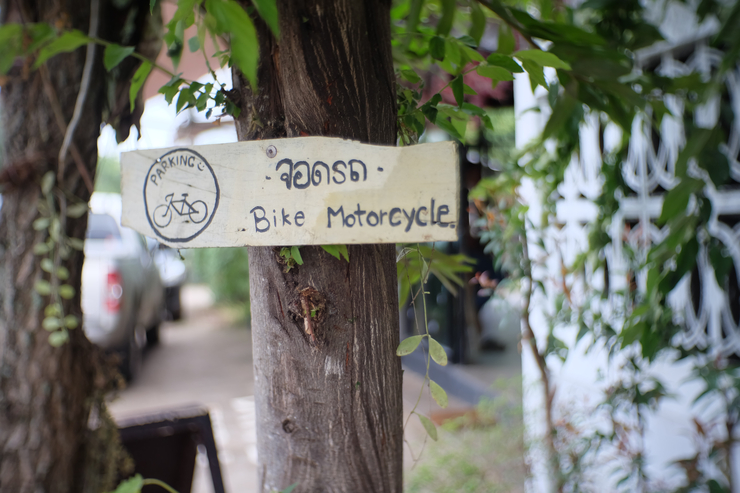 PARKING
· จอดรถ ·
Bike Motorcycle.